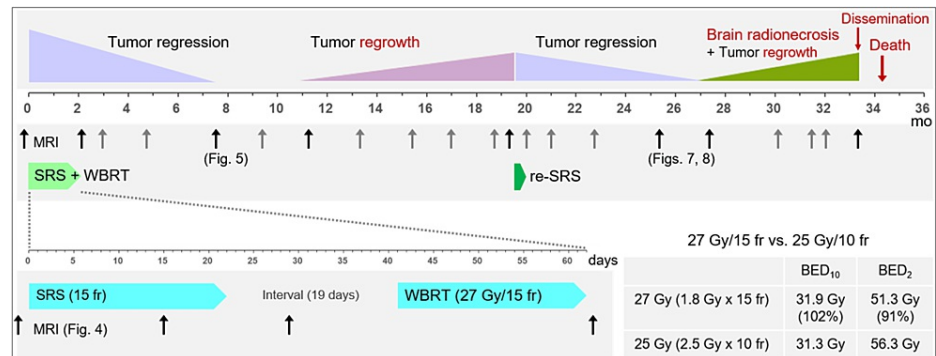 Dissemination
Tumor regression
Tumor regrowth
Tumor regression
Brain radionecrosis
+ Tumor regrowth
Death
0 2 4 6 8 10 12 14 16 18 20 22 24 26 28 30 32 34 36
mo
MRI
(Fig. 5)
(Figs. 7, 8)
SRS + WBRT
re-SRS
0 5 10 15 20 25 30 35 40 45 50 55 60 days
SRS (15 fr)
Interval (19 days)
WBRT (27 Gy/15 fr)
MRI (Fig. 4)
27 Gy/15 fr vs. 25 Gy/10 fr
BED10 BED2
27 Gy (1.8 Gy x 15 fr) 31.9 Gy (102%) 51.3 Gy (91%)
25 Gy (2.5 Gy x 10 fr) 31.3 Gy 56.3 Gy